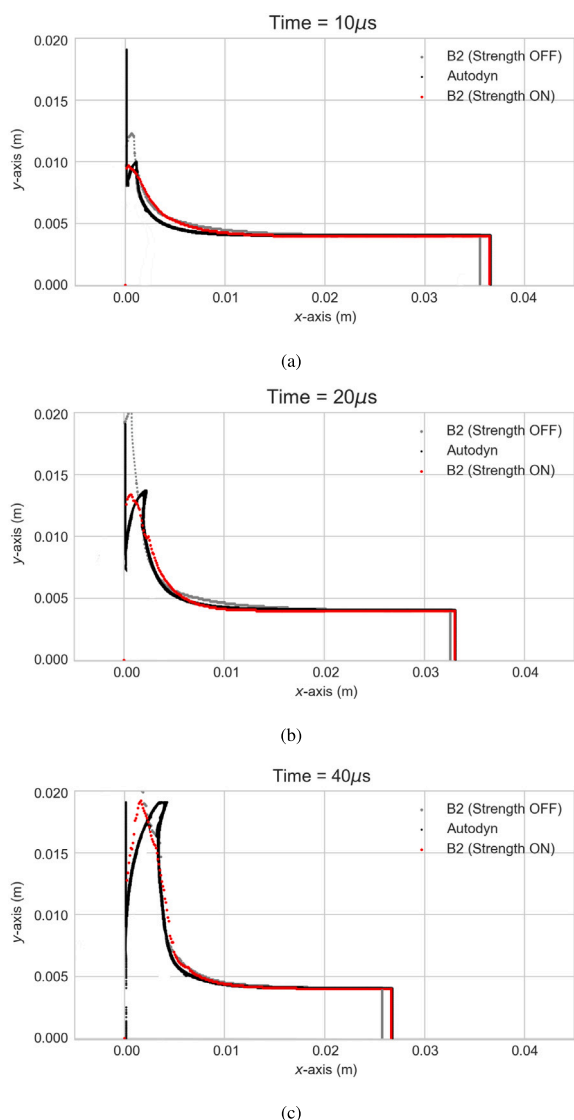 Time = 10μs
0.020
0.015
0.010
0.005
0.000
y-axis (m)
B2 (Strength OFF)
Autodyn
B2 (Strength ON)
0.00 0.01 0.02 0.03 0.04
x-axis (m)
(a)
Time = 20μs
0.020
0.015
0.010
0.005
0.000
y-axis (m)
B2 (Strength OFF)
Autodyn
B2 (Strength ON)
0.00 0.01 0.02 0.03 0.04
x-axis (m)
(b)
Time = 40μs
0.020
0.015
0.010
0.005
0.000
y-axis (m)
B2 (Strength OFF)
Autodyn
B2 (Strength ON)
0.00 0.01 0.02 0.03 0.04
x-axis (m)
(c)